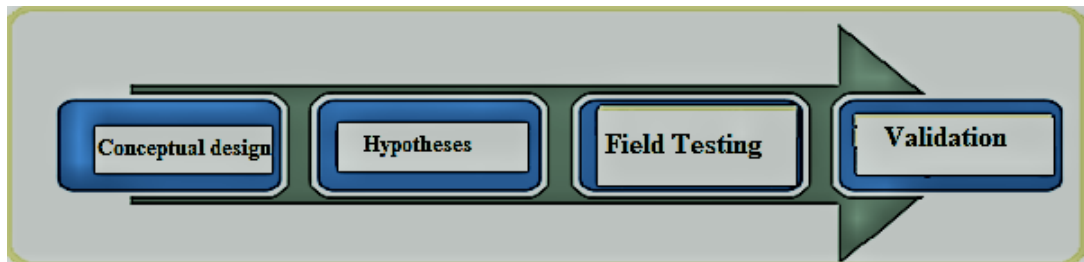 Conceptual design
Hypotheses
Field Testing
Validation